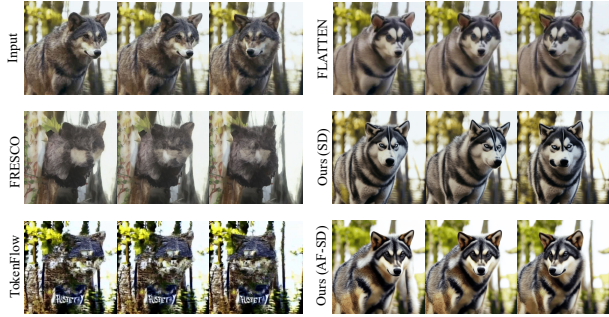 Input
FLATTEN
FRESCO
Ours (SD)
TokenFlow
Ours (AF-SD)